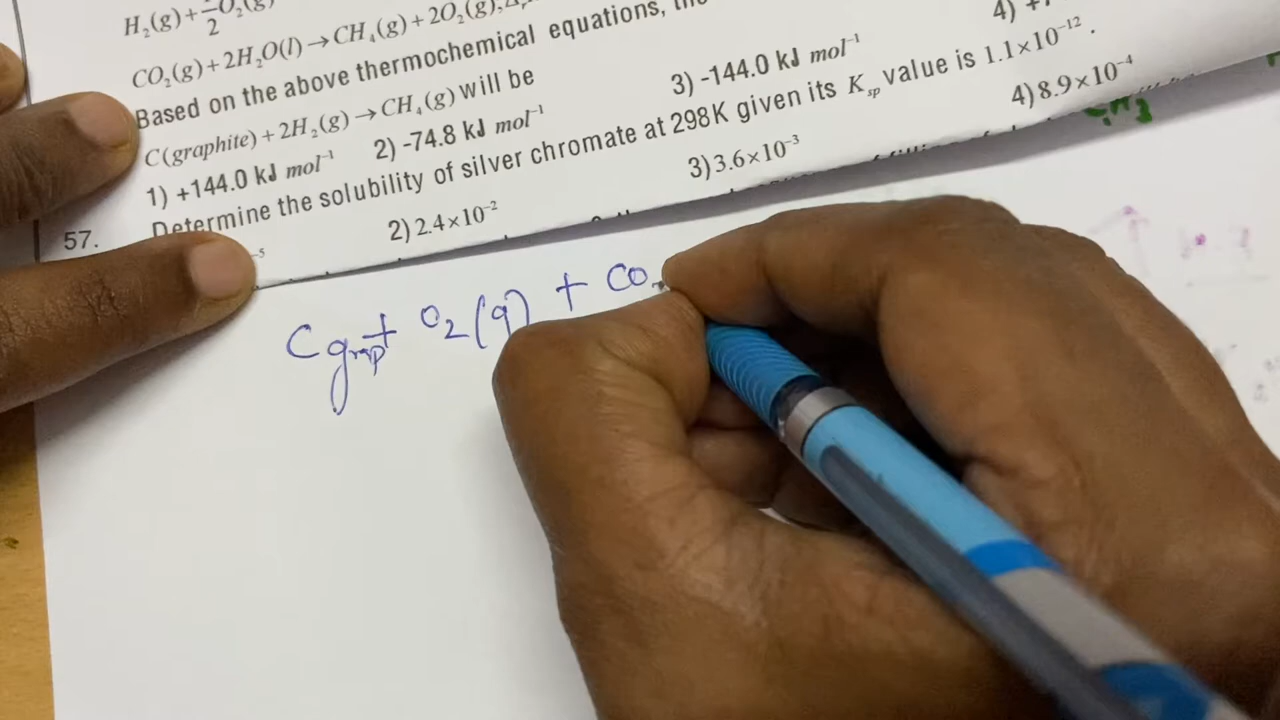 H₂(g)+½O₂(g)
CO₂(g)+2H₂O(l)→CH₄(g)+2O₂(g),
Based on the above thermochemical equations, the
C(graphite)+2H₂(g)→CH₄(g) will be
1) +144.0 kJ mol⁻¹ 2) -74.8 kJ mol⁻¹ 3) -144.0 kJ mol⁻¹ 4) +
57. Determine the solubility of silver chromate at 298K given its Kₛₚ value is 1.1×10⁻¹² .
⁻⁵ 2) 2.4×10⁻² 3) 3.6×10⁻³ 4) 8.9×10⁻⁴
C grap + O₂ (g) + CO